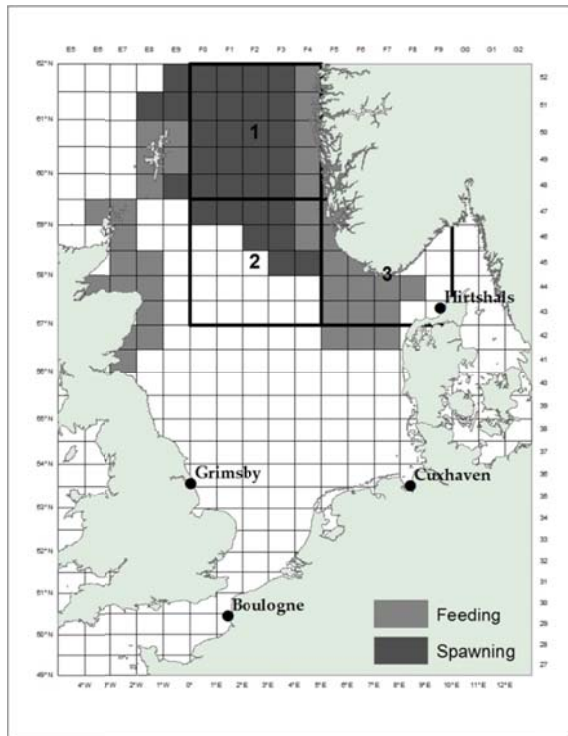 E5 E6 E7 E8 E9 F0 F1 F2 F3 F4 F5 F6 F7 F8 F9 G0 G1 G2
62°N
61°N
60°N
59°N
58°N
57°N
56°N
55°N
54°N
53°N
52°N
51°N
50°N
49°N
1
2
3
Hirtshals
Grimsby
Cuxhaven
Boulogne
Feeding
Spawning
52
51
50
49
48
47
46
45
44
43
42
41
40
39
38
37
36
35
34
33
32
31
30
29
28
27
4°W 3°W 2°W 1°W 0° 1°E 2°E 3°E 4°E 5°E 6°E 7°E 8°E 9°E 10°E 11°E 12°E